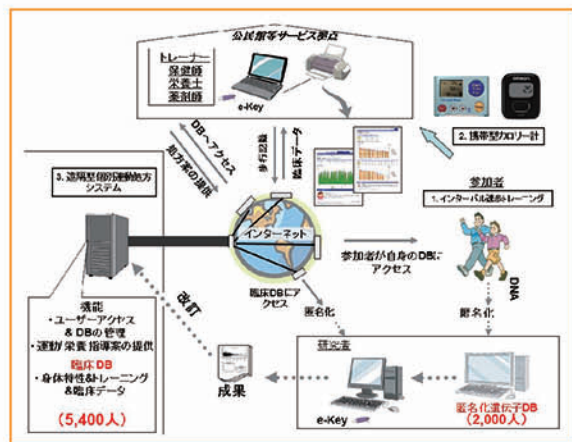 公民館等サービス拠点
トレーナー
保健師
栄養士
薬剤師
e-Key
2. 携帯型カロリー計
DBへアクセス
処方案の提供
歩行記録
臨床データ
3. 遠隔型個別運動処方
システム
参加者
1. インターバル速歩トレーニング
インターネット
参加者が自身のDBに
アクセス
臨床DBにア
クセス
DNA
匿名化
匿名化
改訂
機能
・ユーザーアクセス
& DBの管理
・運動/栄養 指導案の提供
臨床DB
・身体特性&トレーニング
&臨床データ
(5,400人)
成果
研究者
e-Key
匿名化遺伝子DB
(2,000人)